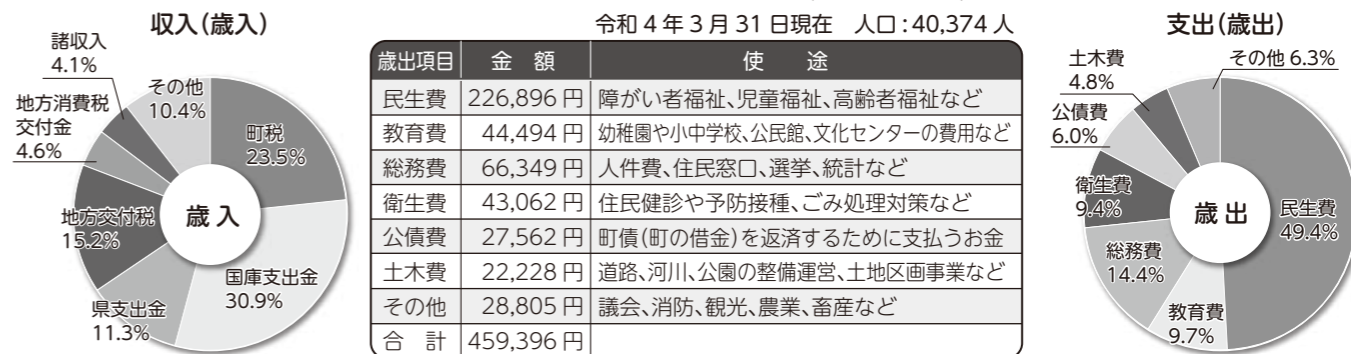 収入(歳入)
諸収入
4.1%
その他
10.4%
地方消費税
交付金
4.6%
町税
23.5%
地方交付税
15.2%
歳入
国庫支出金
30.9%
県支出金
11.3%
令和4年3月31日現在 人口:40,374人
歳出項目 金額 使途
民生費 226,896円 障がい者福祉、児童福祉、高齢者福祉など
教育費 44,494円 幼稚園や小中学校、公民館、文化センターの費用など
総務費 66,349円 人件費、住民窓口、選挙、統計など
衛生費 43,062円 住民健診や予防接種、ごみ処理対策など
公債費 27,562円 町債(町の借金)を返済するために支払うお金
土木費 22,228円 道路、河川、公園の整備運営、土地区画事業など
その他 28,805円 議会、消防、観光、農業、畜産など
合計 459,396円
支出(歳出)
土木費
4.8%
その他 6.3%
公債費
6.0%
衛生費
9.4%
歳出
民生費
49.4%
総務費
14.4%
教育費
9.7%